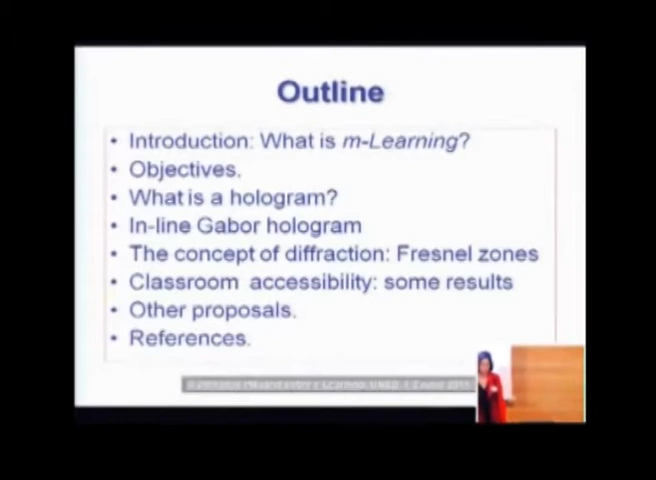 Outline
• Introduction: What is m-Learning?
• Objectives.
• What is a hologram?
• In-line Gabor hologram
• The concept of diffraction: Fresnel zones
• Classroom accessibility: some results
• Other proposals.
• References.